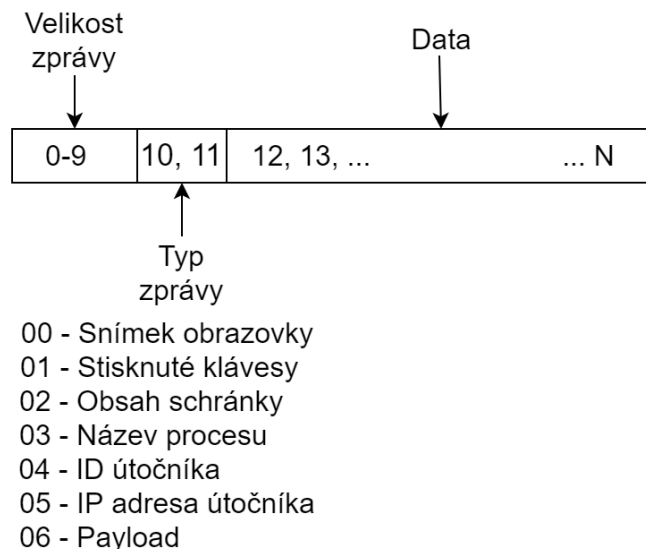 Velikost
zprávy
Data
0-9
10, 11
12, 13, ...
... N
Typ
zprávy
00 - Snímek obrazovky
01 - Stisknuté klávesy
02 - Obsah schránky
03 - Název procesu
04 - ID útočníka
05 - IP adresa útočníka
06 - Payload